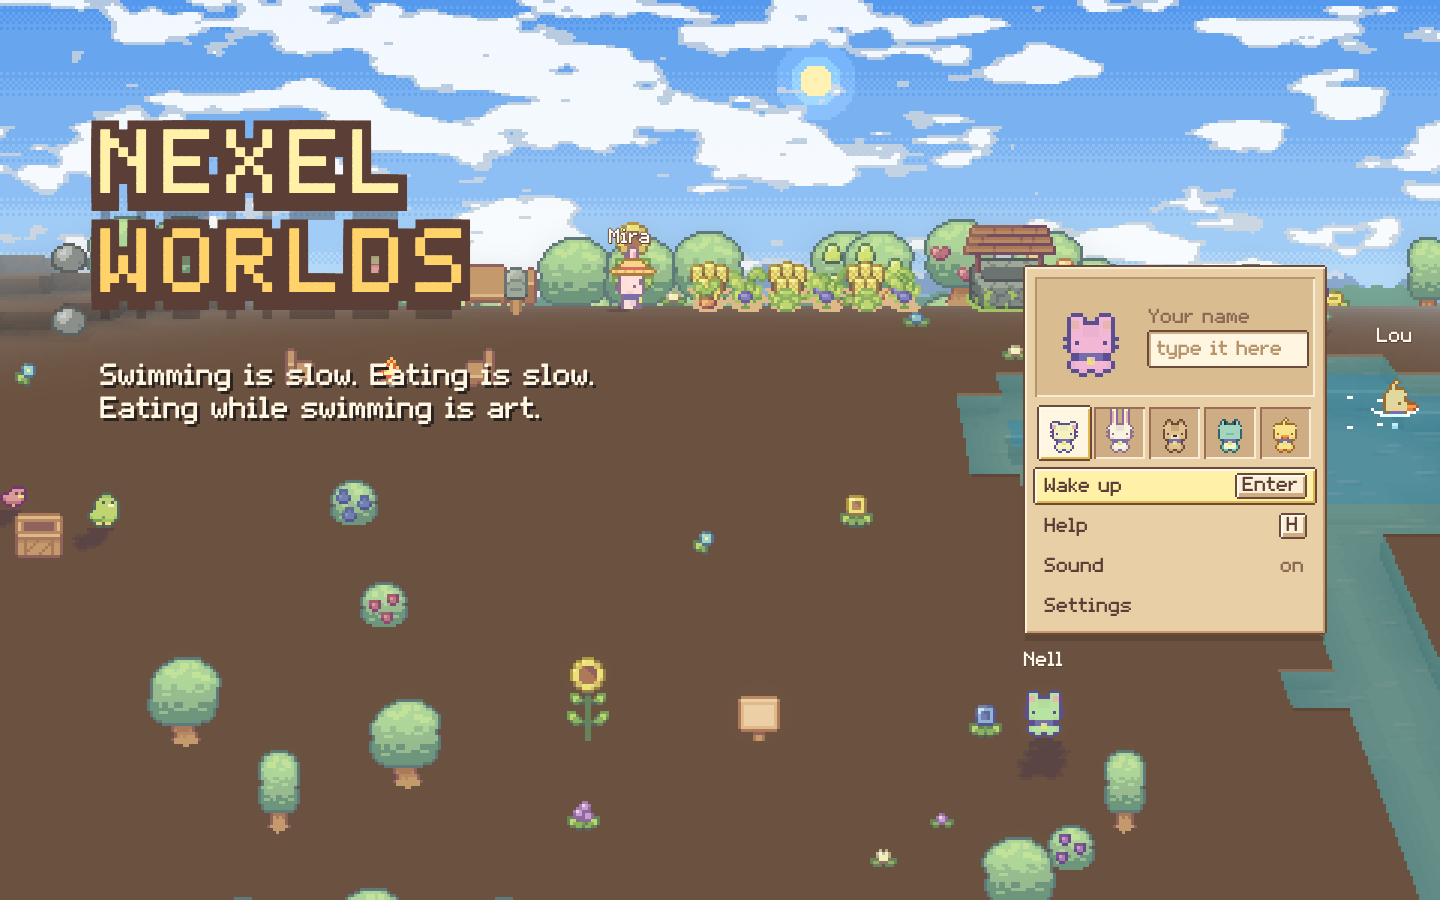 NEXEL
WORLDS
Mira
Swimming is slow. Eating is slow.
Eating while swimming is art.
Your name
type it here
Lou
Wake up Enter
Help H
Sound on
Settings
Nell